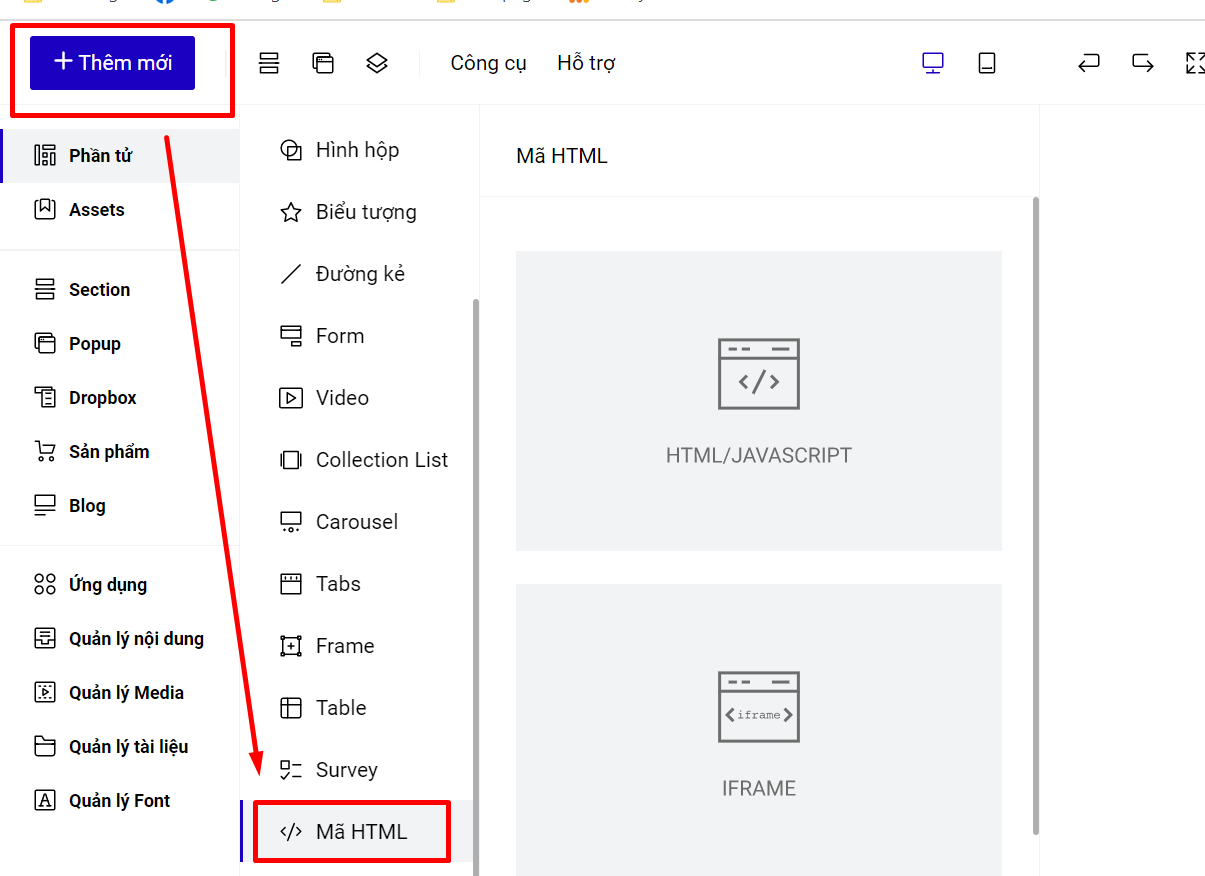 Thêm mới
Công cụ
Hỗ trợ
Phần tử
Assets
Section
Popup
Dropbox
Sản phẩm
Blog
Ứng dụng
Quản lý nội dung
Quản lý Media
Quản lý tài liệu
Quản lý Font
Hình hộp
Biểu tượng
Đường kẻ
Form
Video
Collection List
Carousel
Tabs
Frame
Table
Survey
Mã HTML
Mã HTML
HTML/JAVASCRIPT
iframe
IFRAME